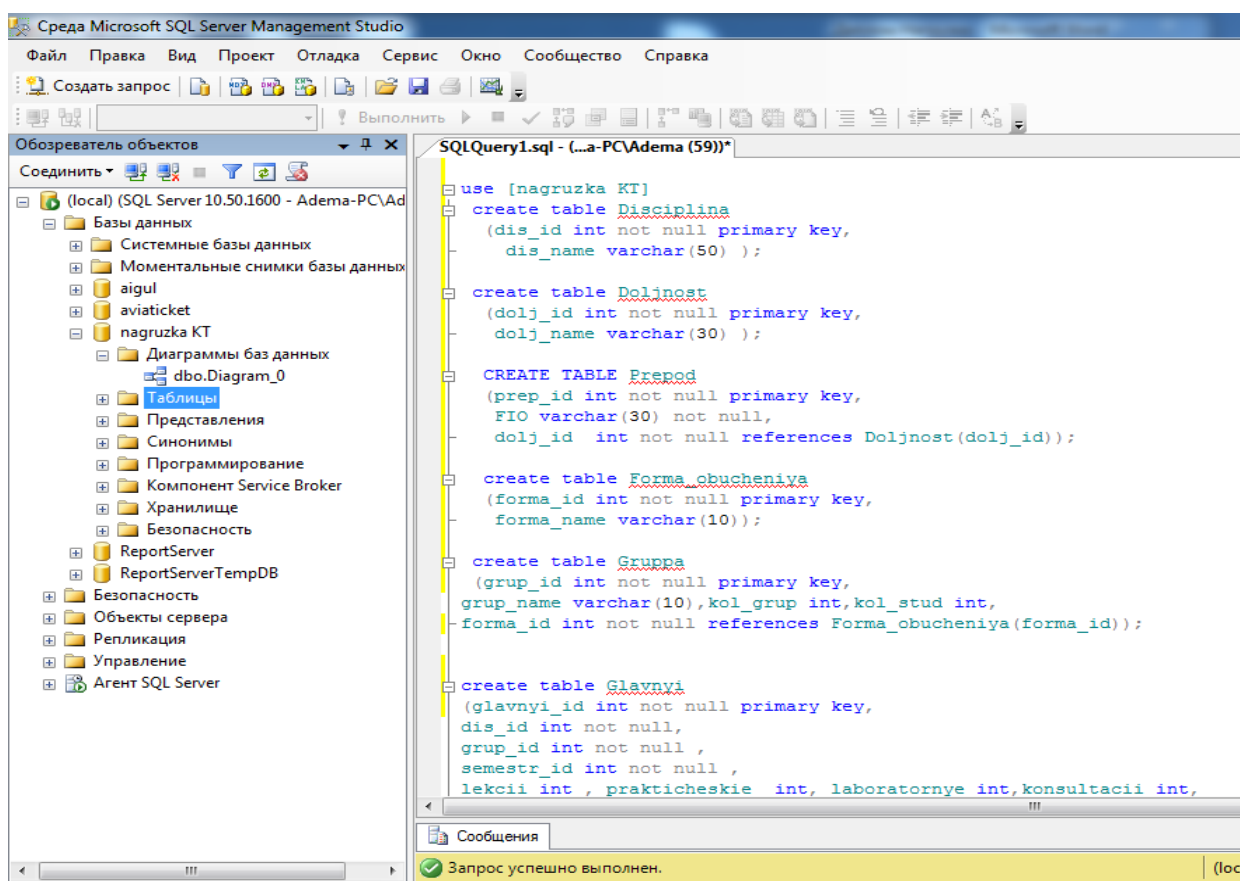 Среда Microsoft SQL Server Management Studio
Файл Правка Вид Проект Отладка Сервис Окно Сообщество Справка
Создать запрос
Выполнить
Обозреватель объектов
Соединить
(local) (SQL Server 10.50.1600 - Adema-PC\Ad
Базы данных
Системные базы данных
Моментальные снимки базы данных
aigul
aviaticket
nagruzka KT
Диаграммы баз данных
dbo.Diagram_0
Таблицы
Представления
Синонимы
Программирование
Компонент Service Broker
Хранилище
Безопасность
ReportServer
ReportServerTempDB
Безопасность
Объекты сервера
Репликация
Управление
Агент SQL Server
SQLQuery1.sql - (...a-PC\Adema (59))*
use [nagruzka KT]
create table Disciplina
(dis_id int not null primary key,
dis_name varchar(50) );
create table Doljnost
(dolj_id int not null primary key,
dolj_name varchar(30) );
CREATE TABLE Prepod
(prep_id int not null primary key,
FIO varchar(30) not null,
dolj_id int not null references Doljnost(dolj_id));
create table Forma_obucheniya
(forma_id int not null primary key,
forma_name varchar(10));
create table Gruppa
(grup_id int not null primary key,
grup_name varchar(10),kol_grup int,kol_stud int,
forma_id int not null references Forma_obucheniya(forma_id));
create table Glavnyi
(glavnyi_id int not null primary key,
dis_id int not null,
grup_id int not null ,
semestr_id int not null ,
lekcii int , prakticheskie int, laboratornye int,konsultacii int,
Сообщения
Запрос успешно выполнен.
(loc